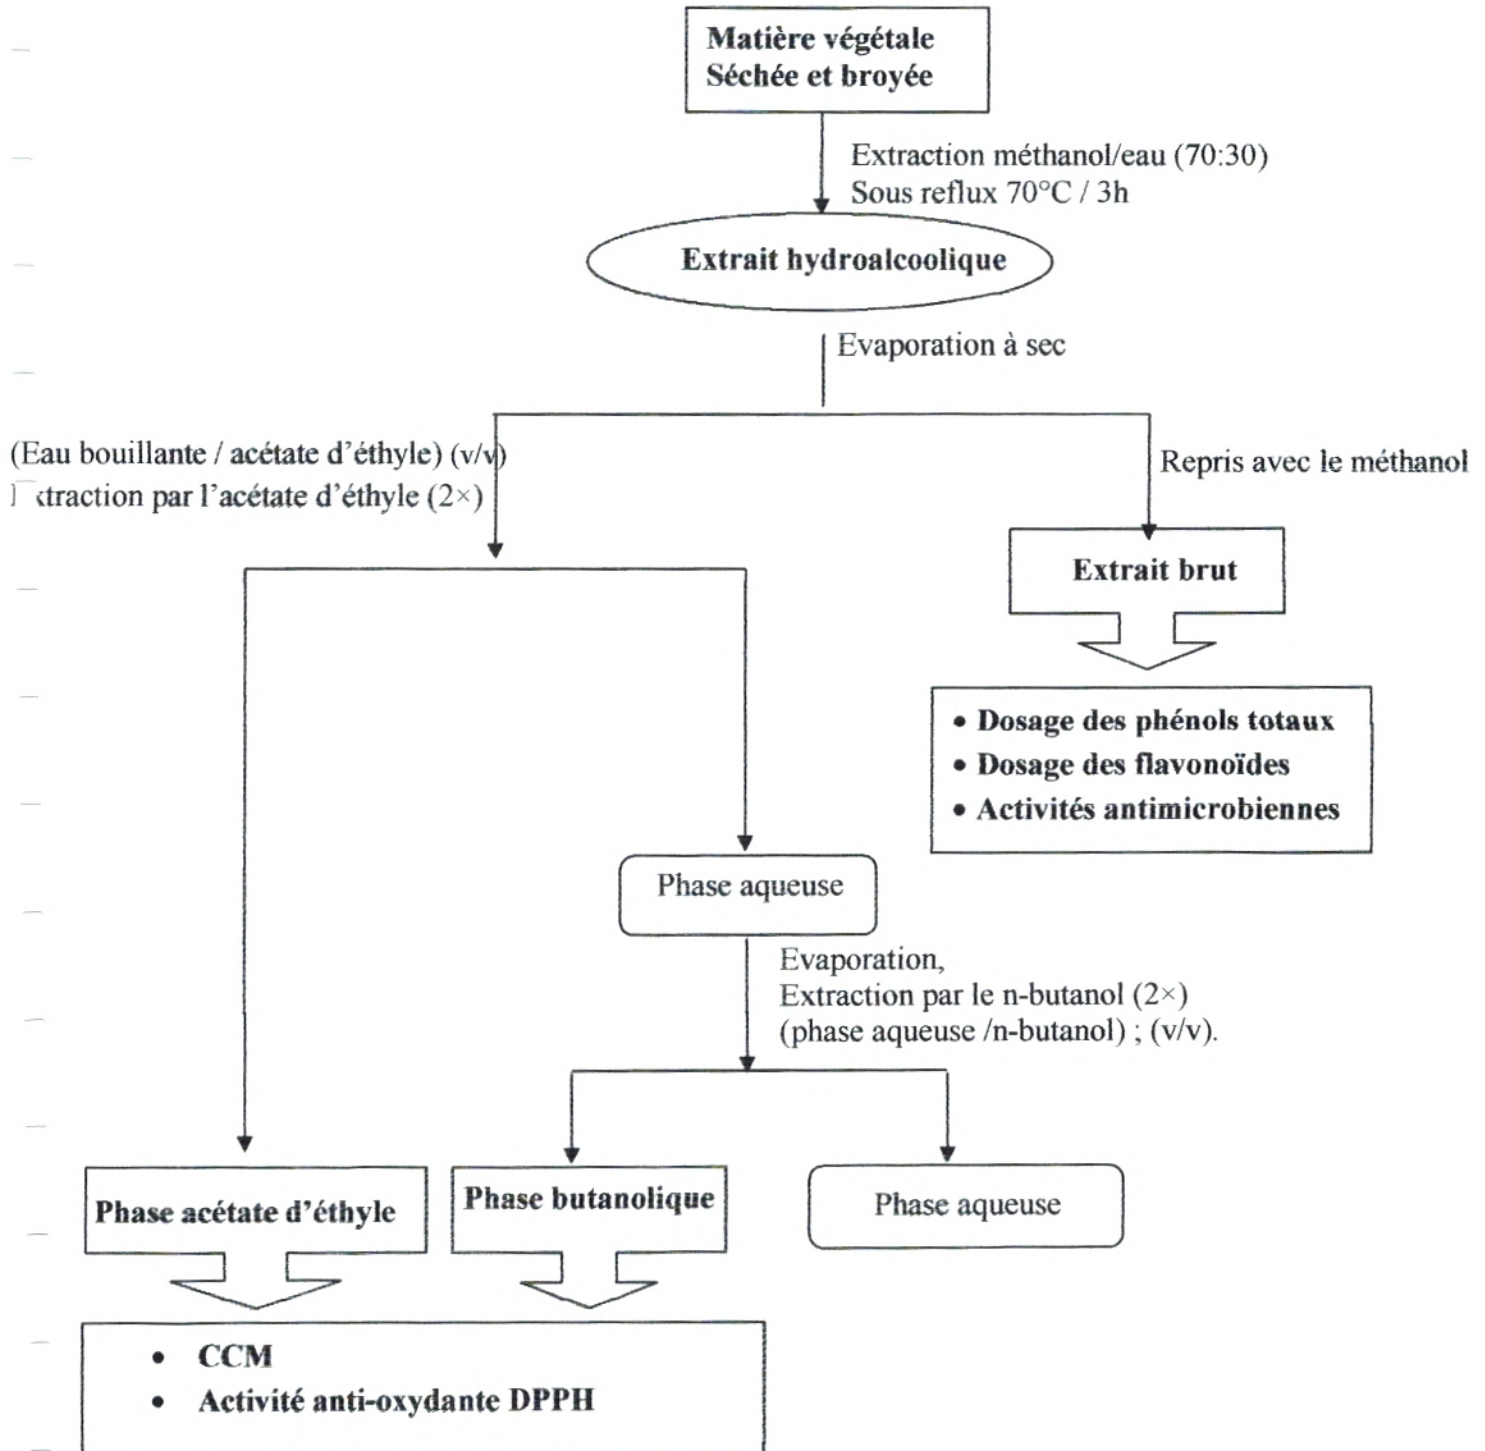 Matière végétale
Séchée et broyée
Extraction méthanol/eau (70:30)
Sous reflux 70°C / 3h
Extrait hydroalcoolique
Evaporation à sec
(Eau bouillante / acétate d'éthyle) (v/v)
par l'acétate d'éthyle (2×)
Repris avec le méthanol
Extrait brut
• Dosage des phénols totaux
• Dosage des flavonoïdes
• Activités antimicrobiennes
Phase aqueuse
Evaporation,
Extraction par le n-butanol (2×)
(phase aqueuse /n-butanol) ; (v/v).
Phase acétate d'éthyle
Phase butanolique
Phase aqueuse
• CCM
• Activité anti-oxydante DPPH